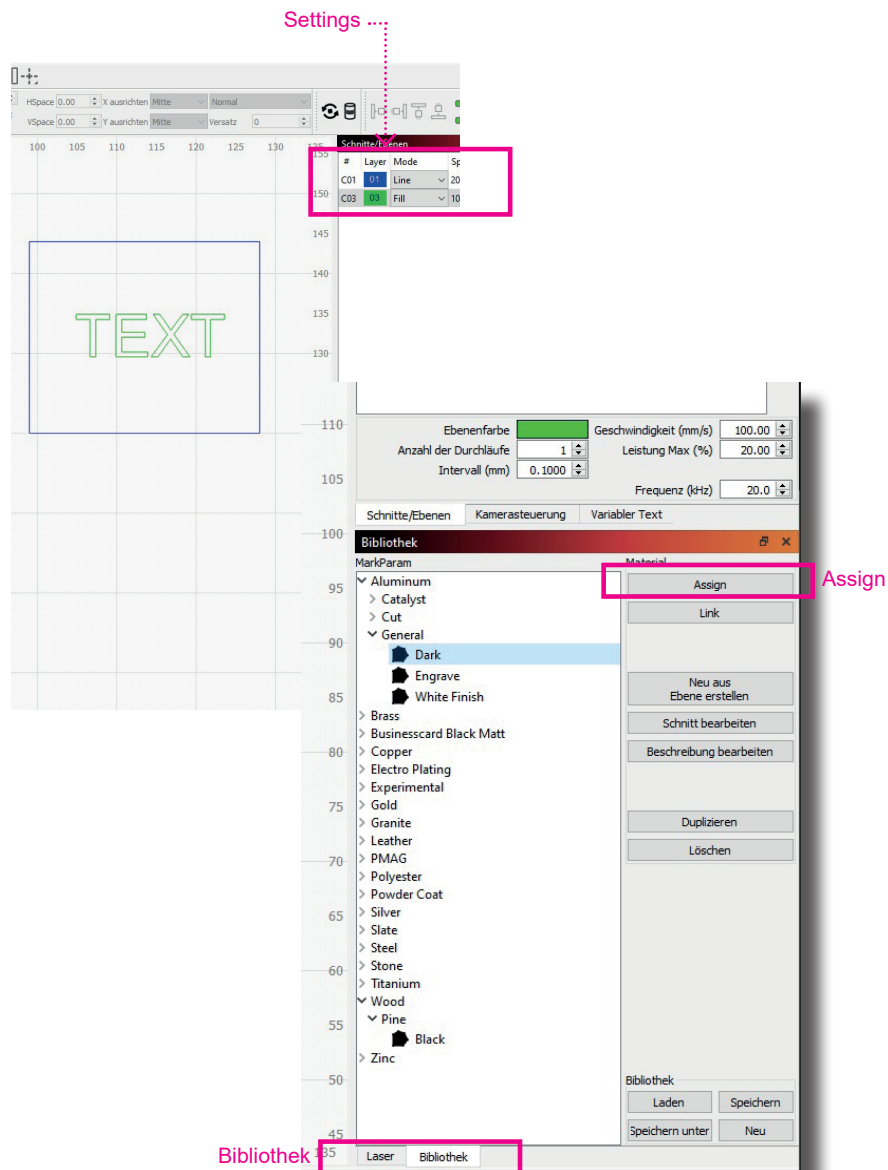 Settings
HSpace 0.00 X ausrichten Mitte Normal
VSpace 0.00 Y ausrichten Mitte Versatz 0
100 105 110 115 120 125 130 135
Schnitte/Ebenen
155
# Layer Mode Sp
C01 01 Line 20
150
C03 03 Fill 10
145
140
135
TEXT
130
110
Ebenenfarbe Geschwindigkeit (mm/s) 100.00
Anzahl der Durchläufe 1 Leistung Max (%) 20.00
Intervall (mm) 0.1000
105
Frequenz (kHz) 20.0
Schnitte/Ebenen Kamerasteuerung Variabler Text
100
Bibliothek
MarkParam Material
95
Aluminum
Assign
Assign
Catalyst
Cut
Link
General
90
Dark
Engrave
Neu aus
Ebene erstellen
85
White Finish
Brass
Schnitt bearbeiten
Businesscard Black Matt
80
Copper
Beschreibung bearbeiten
Electro Plating
Experimental
75
Gold
Granite
Duplizieren
Leather
Löschen
70
PMAG
Polyester
Powder Coat
65
Silver
Slate
Steel
60
Stone
Titanium
Wood
55
Pine
Black
Zinc
50
Bibliothek
Laden Speichern
45
Speichern unter Neu
Bibliothek
135
Laser Bibliothek